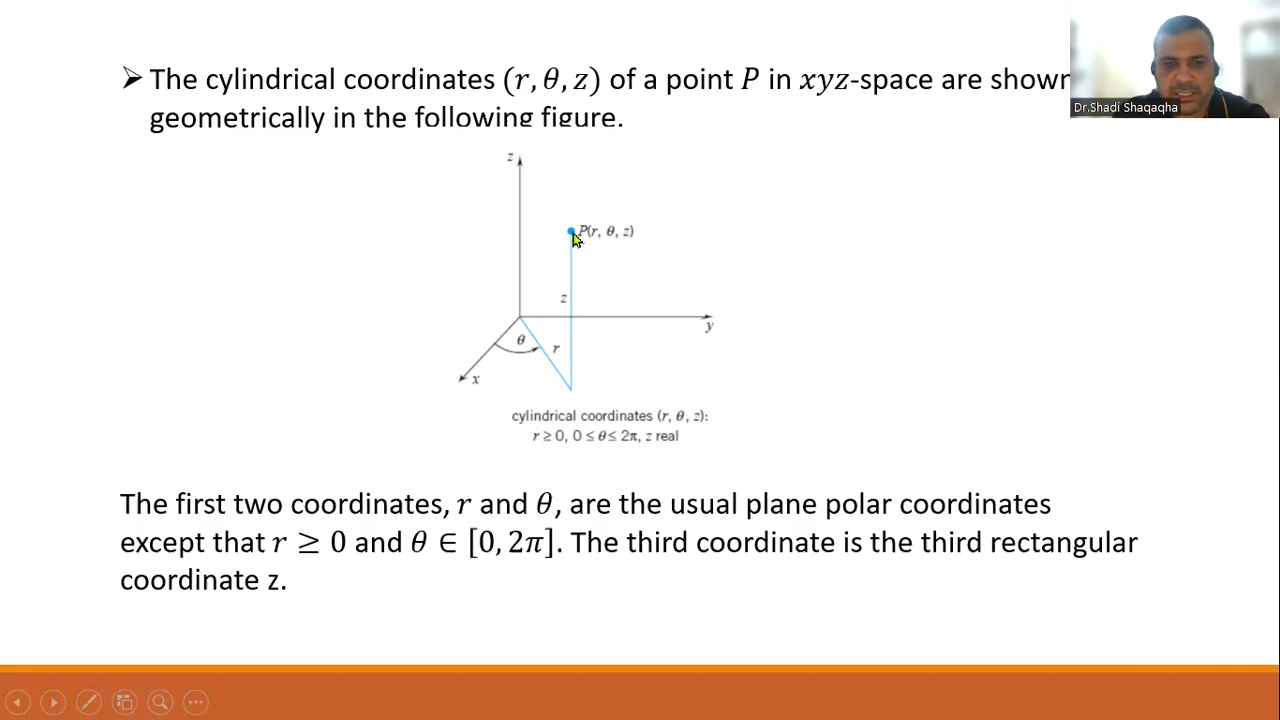 ➢ The cylindrical coordinates (r, θ, z) of a point P in xyz-space are shown
geometrically in the following figure.
Dr.Shadi Shaqaqha
z
P(r, θ, z)
z
y
θ
r
x
cylindrical coordinates (r, θ, z):
r ≥ 0, 0 ≤ θ ≤ 2π, z real
The first two coordinates, r and θ, are the usual plane polar coordinates
except that r ≥ 0 and θ ∈ [0, 2π]. The third coordinate is the third rectangular
coordinate z.